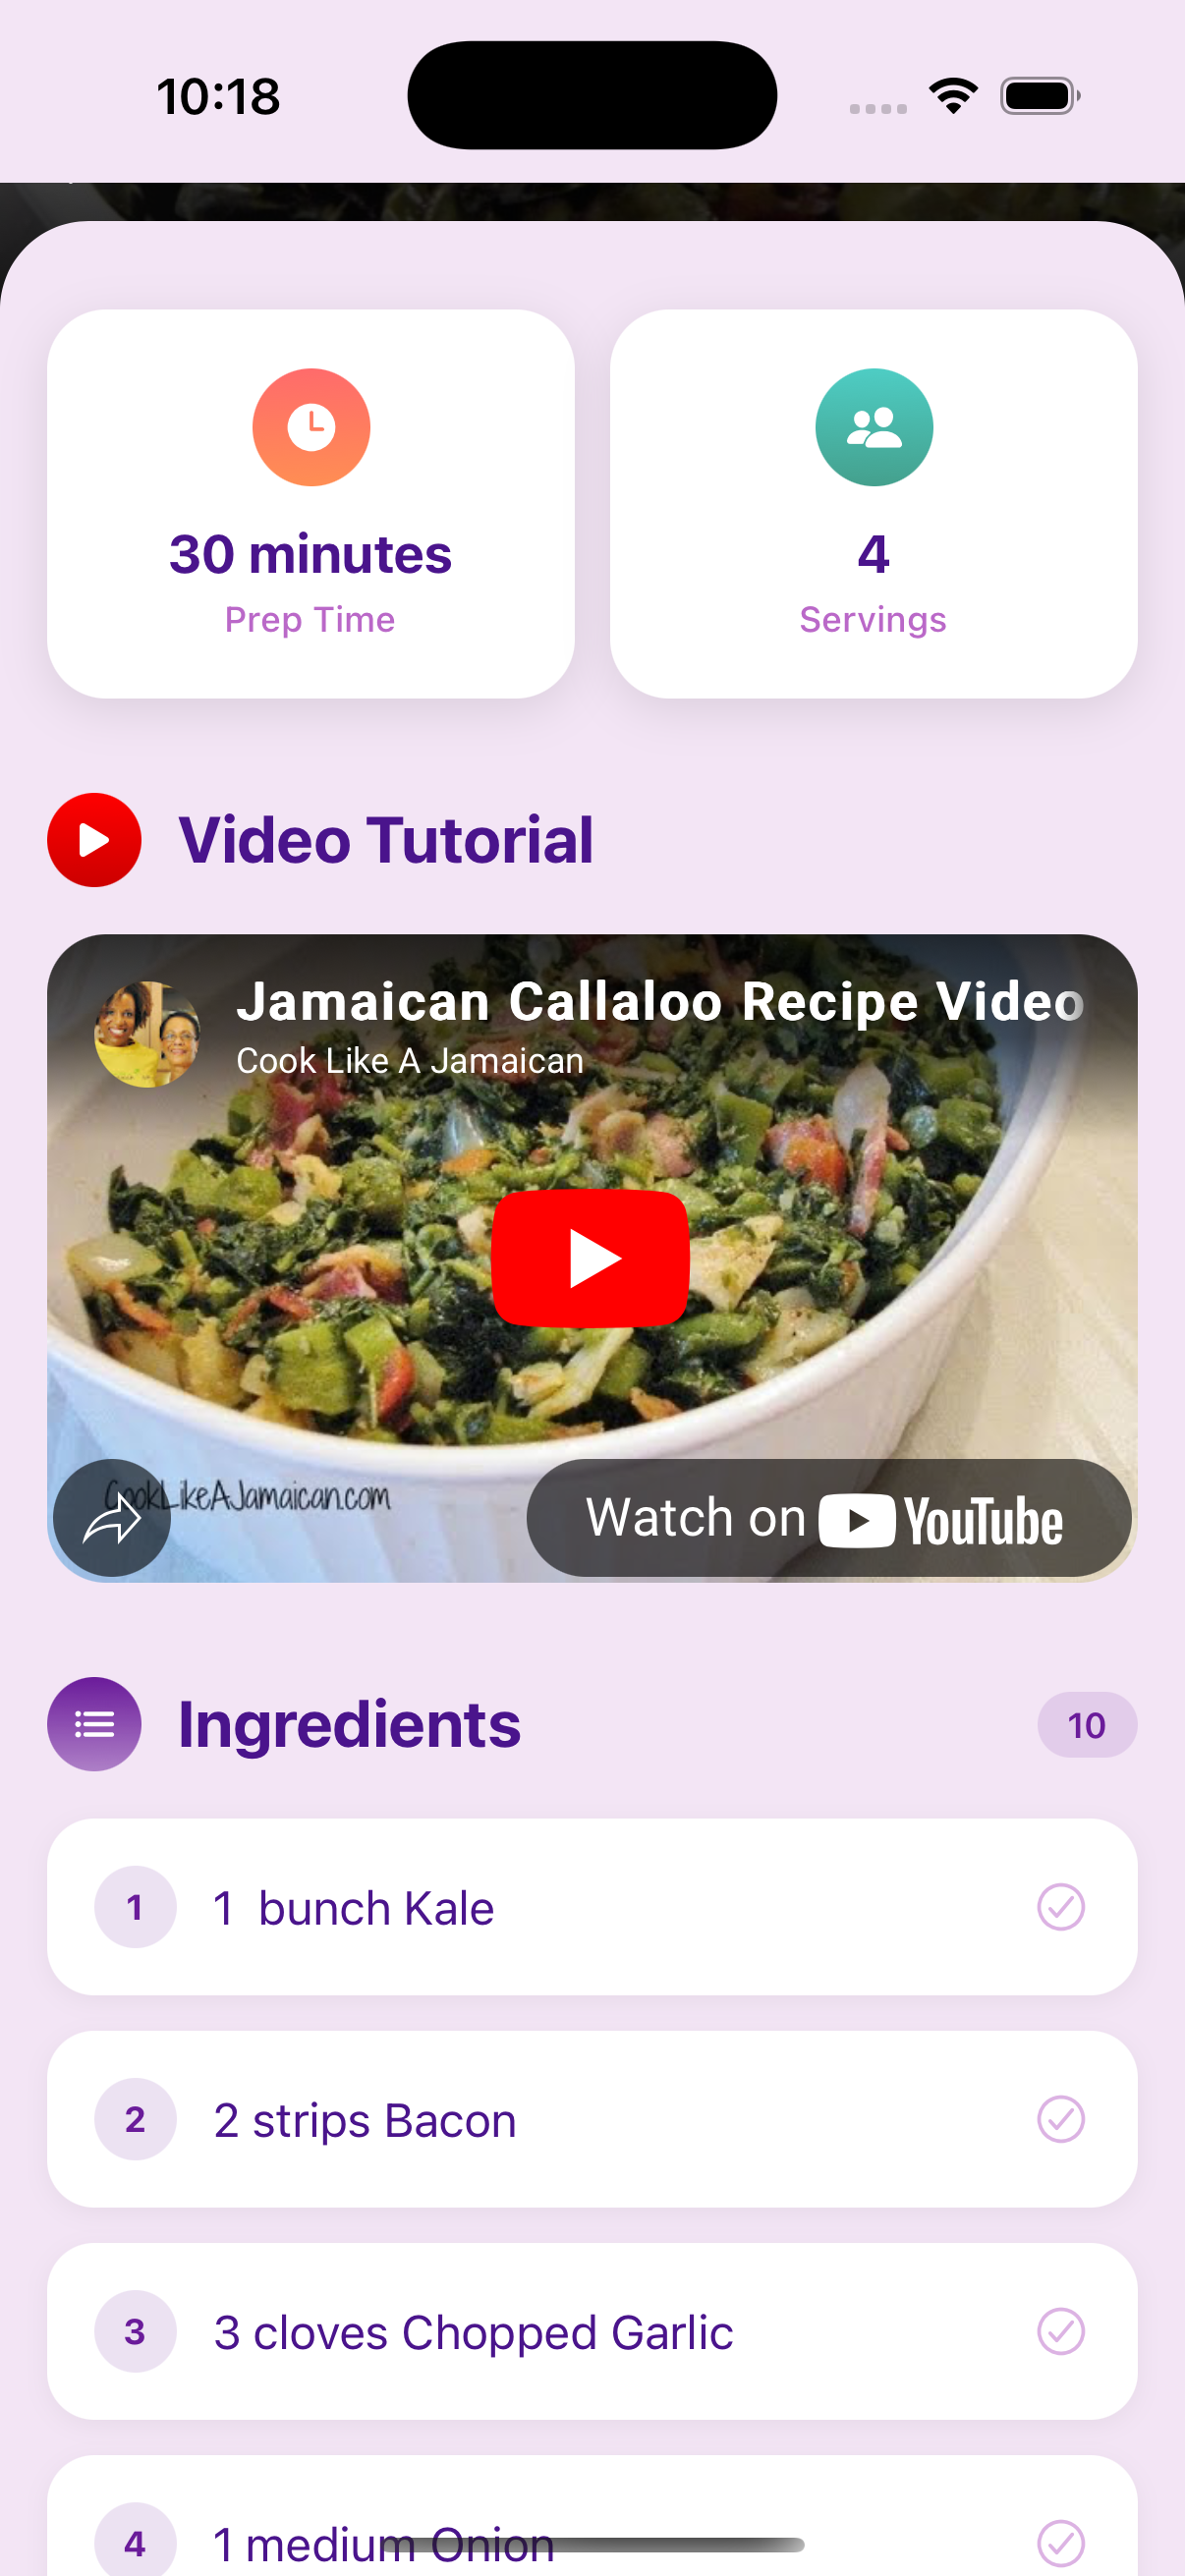 10:18
30 minutes
Prep Time
4
Servings
Video Tutorial
Jamaican Callaloo Recipe Video
Cook Like A Jamaican
CookLikeAJamaican.com
Watch on YouTube
Ingredients
10
1
1  bunch Kale
2
2 strips Bacon
3
3 cloves Chopped Garlic
4
1 medium Onion